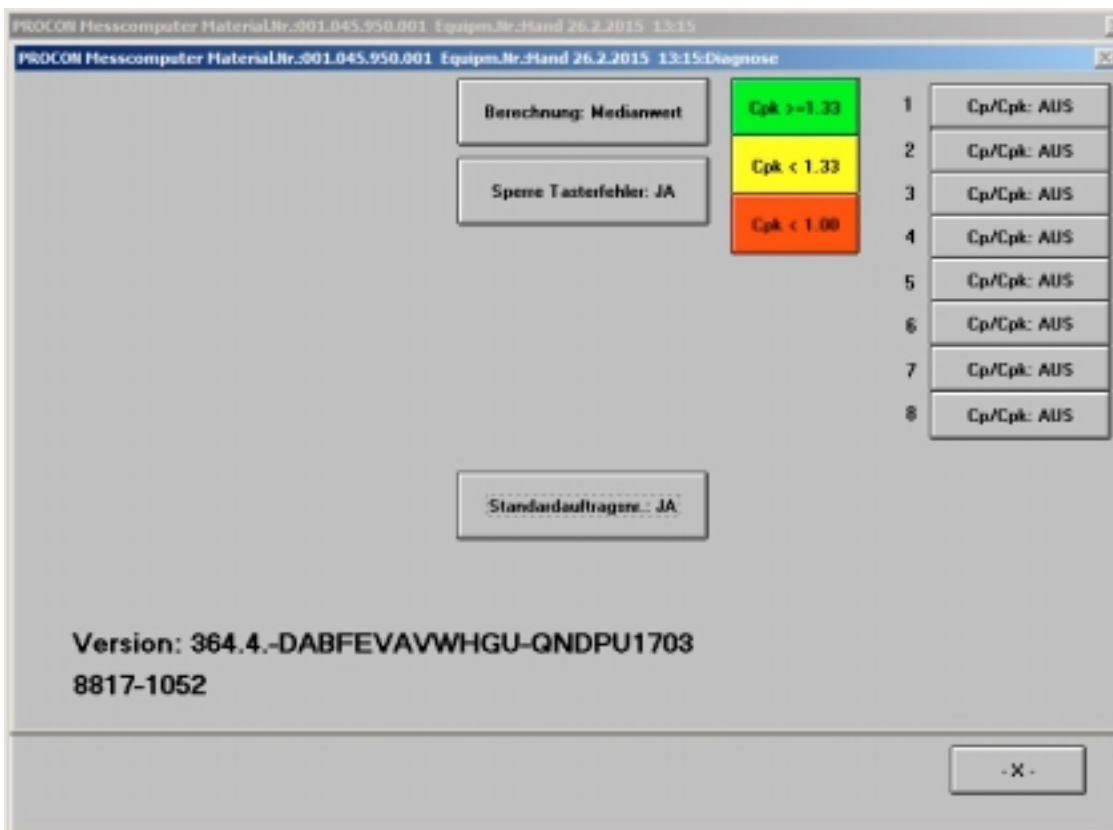 PROCON Messcomputer Material.Nr.:001.045.950.001 Equipm.Nr.:Hand 26.2.2015 13:15
PROCON Messcomputer Material.Nr.:001.045.950.001 Equipm.Nr.:Hand 26.2.2015 13:15:Diagnose
Berechnung: Medianwert
Sperre Tasterfehler: JA
Cpk >=1.33
Cpk < 1.33
Cpk < 1.00
1 Cp/Cpk: AUS
2 Cp/Cpk: AUS
3 Cp/Cpk: AUS
4 Cp/Cpk: AUS
5 Cp/Cpk: AUS
6 Cp/Cpk: AUS
7 Cp/Cpk: AUS
8 Cp/Cpk: AUS
Standardauftragsnr.: JA
Version: 364.4.-DABFEVAVWHGU-QNDPU1703
8817-1052
- X -